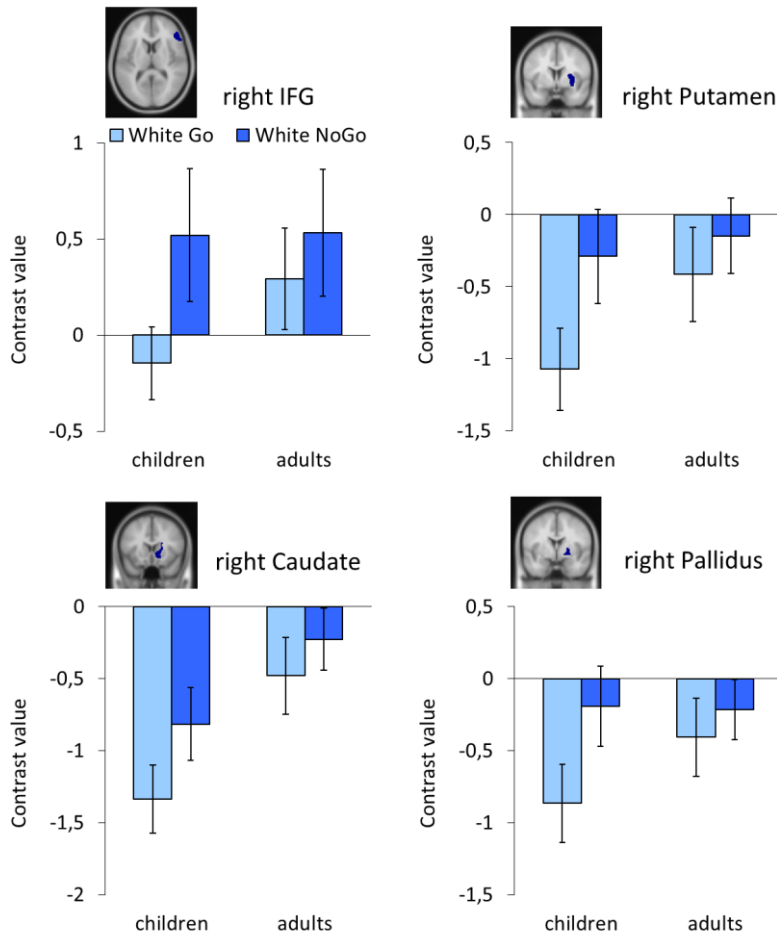 right IFG
White Go White NoGo
Contrast value
1
0,5
0
-0,5
children adults
right Putamen
Contrast value
0,5
0
-0,5
-1
-1,5
children adults
right Caudate
Contrast value
0
-0,5
-1
-1,5
-2
children adults
right Pallidus
Contrast value
0,5
0
-0,5
-1
-1,5
children adults